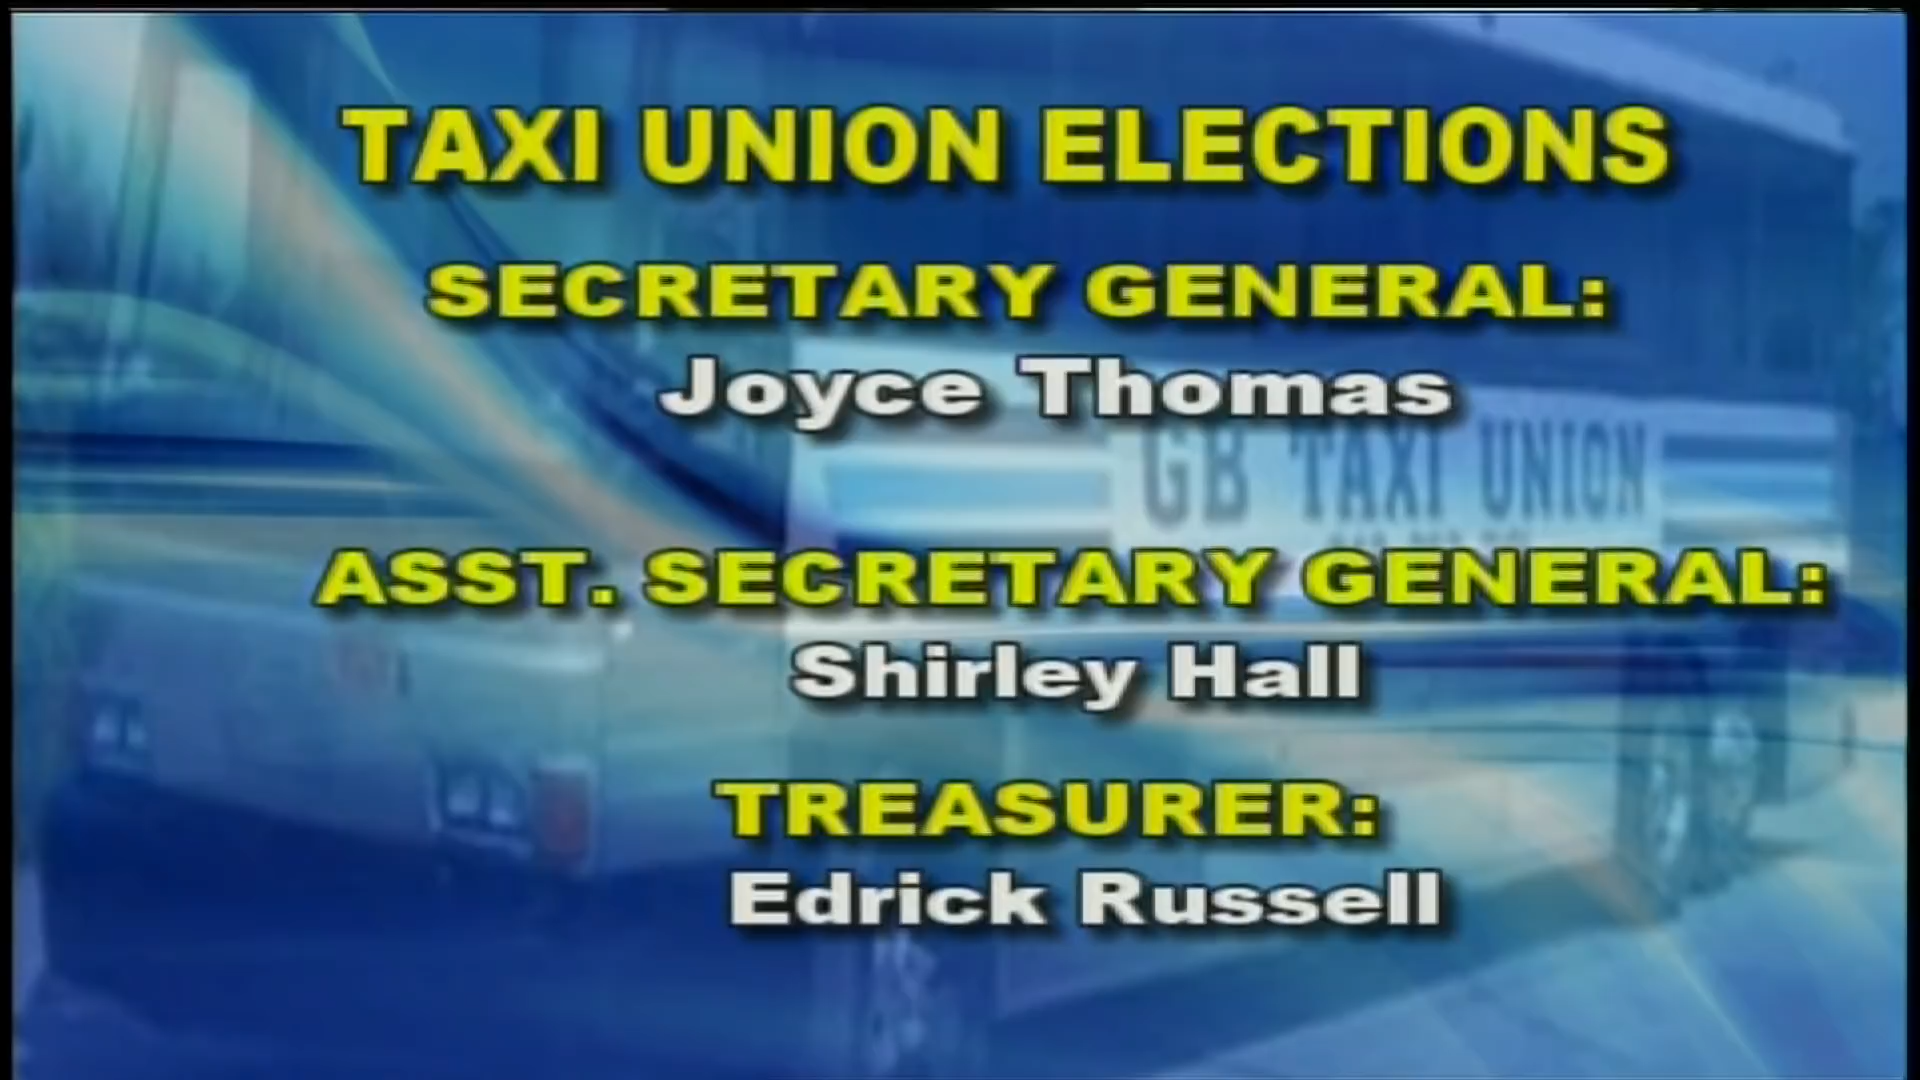 TAXI UNION ELECTIONS
SECRETARY GENERAL:
Joyce Thomas
GB TAXI UNION
ASST. SECRETARY GENERAL:
Shirley Hall
TREASURER:
Edrick Russell